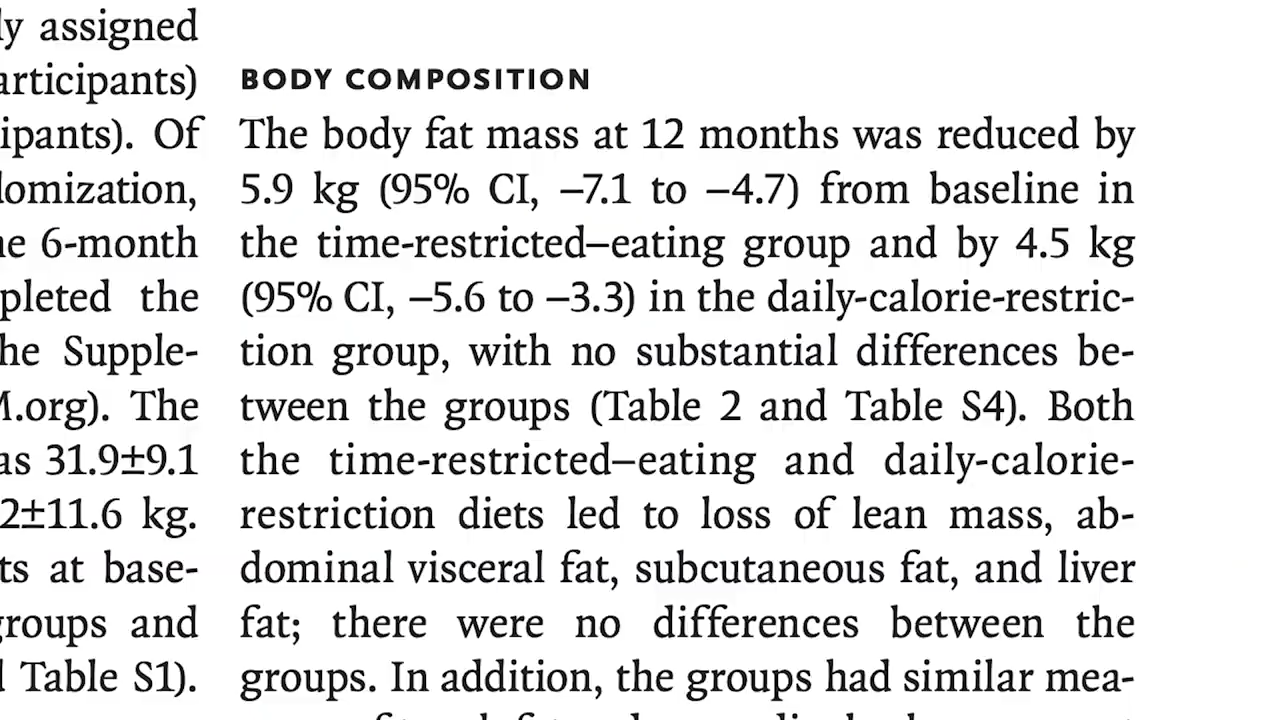 ly assigned
articipants)
ipants). Of
domization,
he 6-month
pleted the
he Supple-
M.org). The
as 31.9±9.1
2±11.6 kg.
ts at base-
groups and
d Table S1).
BODY COMPOSITION
The body fat mass at 12 months was reduced by
5.9 kg (95% CI, −7.1 to −4.7) from baseline in
the time-restricted–eating group and by 4.5 kg
(95% CI, −5.6 to −3.3) in the daily-calorie-restric-
tion group, with no substantial differences be-
tween the groups (Table 2 and Table S4). Both
the time-restricted–eating and daily-calorie-
restriction diets led to loss of lean mass, ab-
dominal visceral fat, subcutaneous fat, and liver
fat; there were no differences between the
groups. In addition, the groups had similar mea-